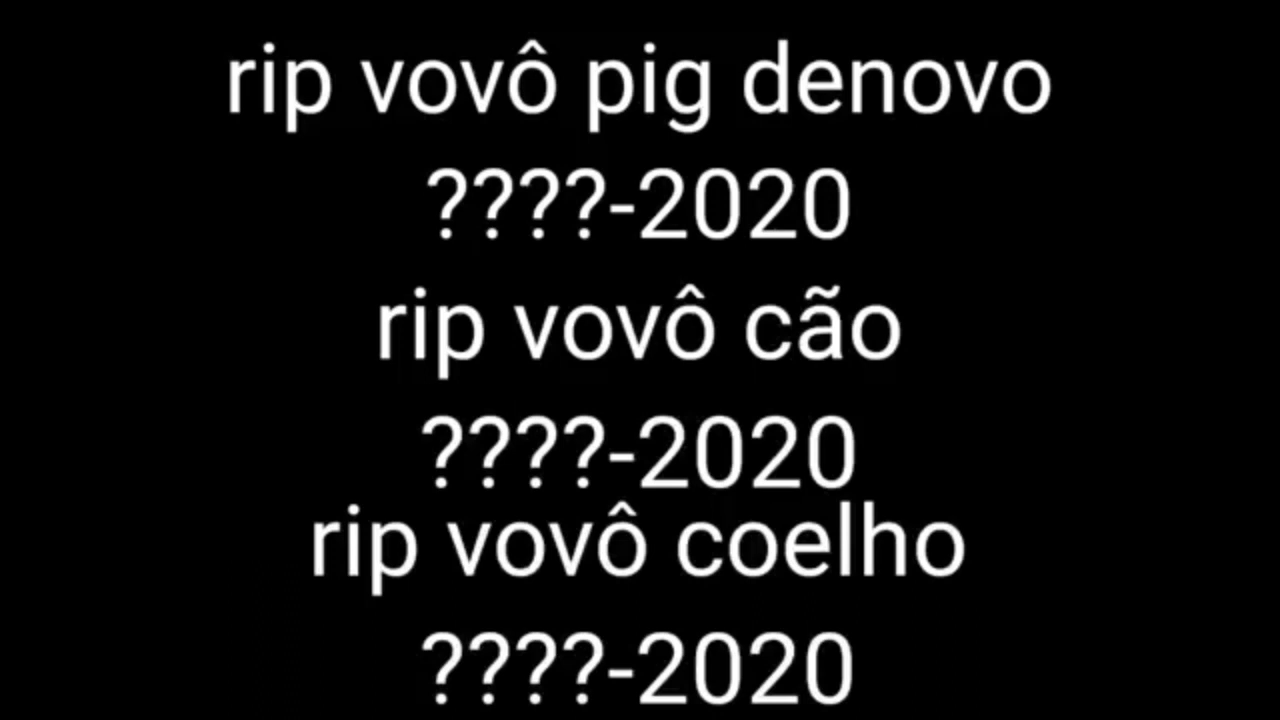 rip vovô pig denovo
????-2020
rip vovô cão
????-2020
rip vovô coelho
????-2020